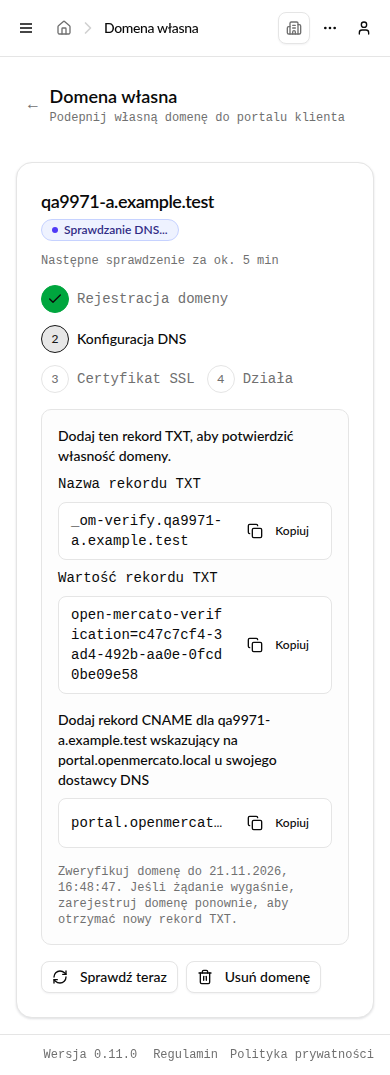 Domena własna
← Domena własna
Podepnij własną domenę do portalu klienta
qa9971-a.example.test
Sprawdzanie DNS...
Następne sprawdzenie za ok. 5 min
Rejestracja domeny
2 Konfiguracja DNS
3 Certyfikat SSL 4 Działa
Dodaj ten rekord TXT, aby potwierdzić
własność domeny.
Nazwa rekordu TXT
_om-verify.qa9971-
a.example.test
Kopiuj
Wartość rekordu TXT
open-mercato-verif
ication=c47c7cf4-3
ad4-492b-aa0e-0fcd
0be09e58
Kopiuj
Dodaj rekord CNAME dla qa9971-
a.example.test wskazujący na
portal.openmercato.local u swojego
dostawcy DNS
portal.openmercat… Kopiuj
Zweryfikuj domenę do 21.11.2026,
16:48:47. Jeśli żądanie wygaśnie,
zarejestruj domenę ponownie, aby
otrzymać nowy rekord TXT.
Sprawdź teraz Usuń domenę
Wersja 0.11.0 Regulamin Polityka prywatności